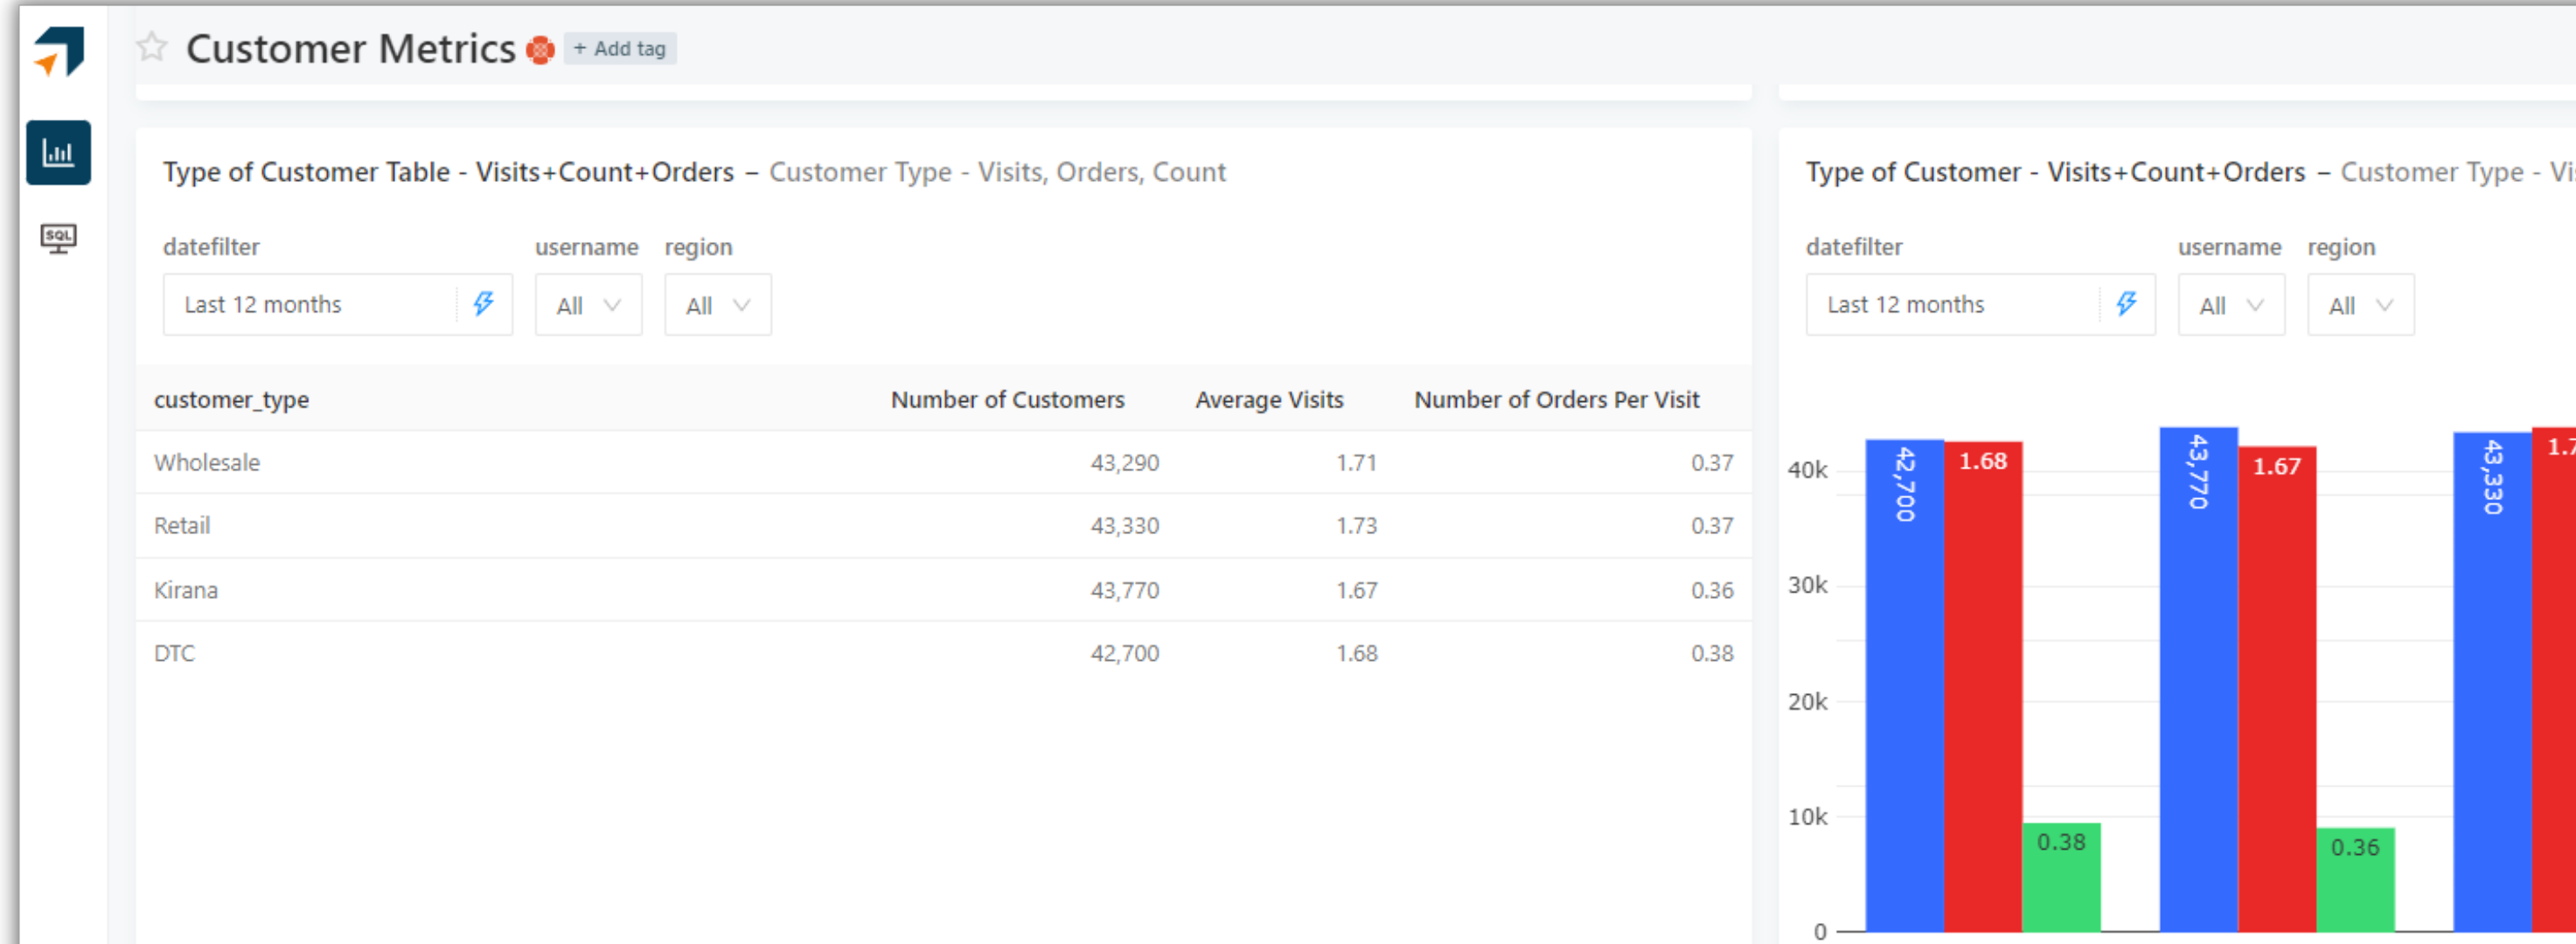 Customer Metrics + Add tag
Type of Customer Table - Visits+Count+Orders – Customer Type - Visits, Orders, Count
datefilter username region
Last 12 months All All
customer_type Number of Customers Average Visits Number of Orders Per Visit
Wholesale 43,290 1.71 0.37
Retail 43,330 1.73 0.37
Kirana 43,770 1.67 0.36
DTC 42,700 1.68 0.38
SQL
Type of Customer - Visits+Count+Orders – Customer Type -
datefilter username region
Last 12 months All All
40k
30k
20k
10k
0
42,700 1.68 0.38
43,770 1.67 0.36
43,330